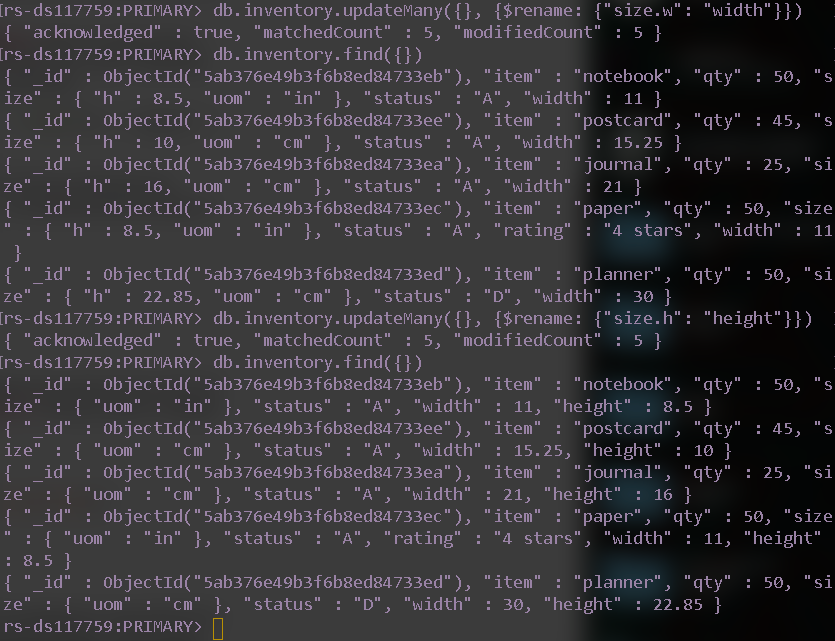 [rs-ds117759:PRIMARY> db.inventory.updateMany({}, {$rename: {"size.w": "width"}})
{ "acknowledged" : true, "matchedCount" : 5, "modifiedCount" : 5 }
[rs-ds117759:PRIMARY> db.inventory.find({})
{ "_id" : ObjectId("5ab376e49b3f6b8ed84733eb"), "item" : "notebook", "qty" : 50, "s
ize" : { "h" : 8.5, "uom" : "in" }, "status" : "A", "width" : 11 }
{ "_id" : ObjectId("5ab376e49b3f6b8ed84733ee"), "item" : "postcard", "qty" : 45, "s
ize" : { "h" : 10, "uom" : "cm" }, "status" : "A", "width" : 15.25 }
{ "_id" : ObjectId("5ab376e49b3f6b8ed84733ea"), "item" : "journal", "qty" : 25, "si
ze" : { "h" : 16, "uom" : "cm" }, "status" : "A", "width" : 21 }
{ "_id" : ObjectId("5ab376e49b3f6b8ed84733ec"), "item" : "paper", "qty" : 50, "size
" : { "h" : 8.5, "uom" : "in" }, "status" : "A", "rating" : "4 stars", "width" : 11
 }
{ "_id" : ObjectId("5ab376e49b3f6b8ed84733ed"), "item" : "planner", "qty" : 50, "si
ze" : { "h" : 22.85, "uom" : "cm" }, "status" : "D", "width" : 30 }
[rs-ds117759:PRIMARY> db.inventory.updateMany({}, {$rename: {"size.h": "height"}})
{ "acknowledged" : true, "matchedCount" : 5, "modifiedCount" : 5 }
[rs-ds117759:PRIMARY> db.inventory.find({})
{ "_id" : ObjectId("5ab376e49b3f6b8ed84733eb"), "item" : "notebook", "qty" : 50, "s
ize" : { "uom" : "in" }, "status" : "A", "width" : 11, "height" : 8.5 }
{ "_id" : ObjectId("5ab376e49b3f6b8ed84733ee"), "item" : "postcard", "qty" : 45, "s
ize" : { "uom" : "cm" }, "status" : "A", "width" : 15.25, "height" : 10 }
{ "_id" : ObjectId("5ab376e49b3f6b8ed84733ea"), "item" : "journal", "qty" : 25, "si
ze" : { "uom" : "cm" }, "status" : "A", "width" : 21, "height" : 16 }
{ "_id" : ObjectId("5ab376e49b3f6b8ed84733ec"), "item" : "paper", "qty" : 50, "size
" : { "uom" : "in" }, "status" : "A", "rating" : "4 stars", "width" : 11, "height"
: 8.5 }
{ "_id" : ObjectId("5ab376e49b3f6b8ed84733ed"), "item" : "planner", "qty" : 50, "si
ze" : { "uom" : "cm" }, "status" : "D", "width" : 30, "height" : 22.85 }
rs-ds117759:PRIMARY>